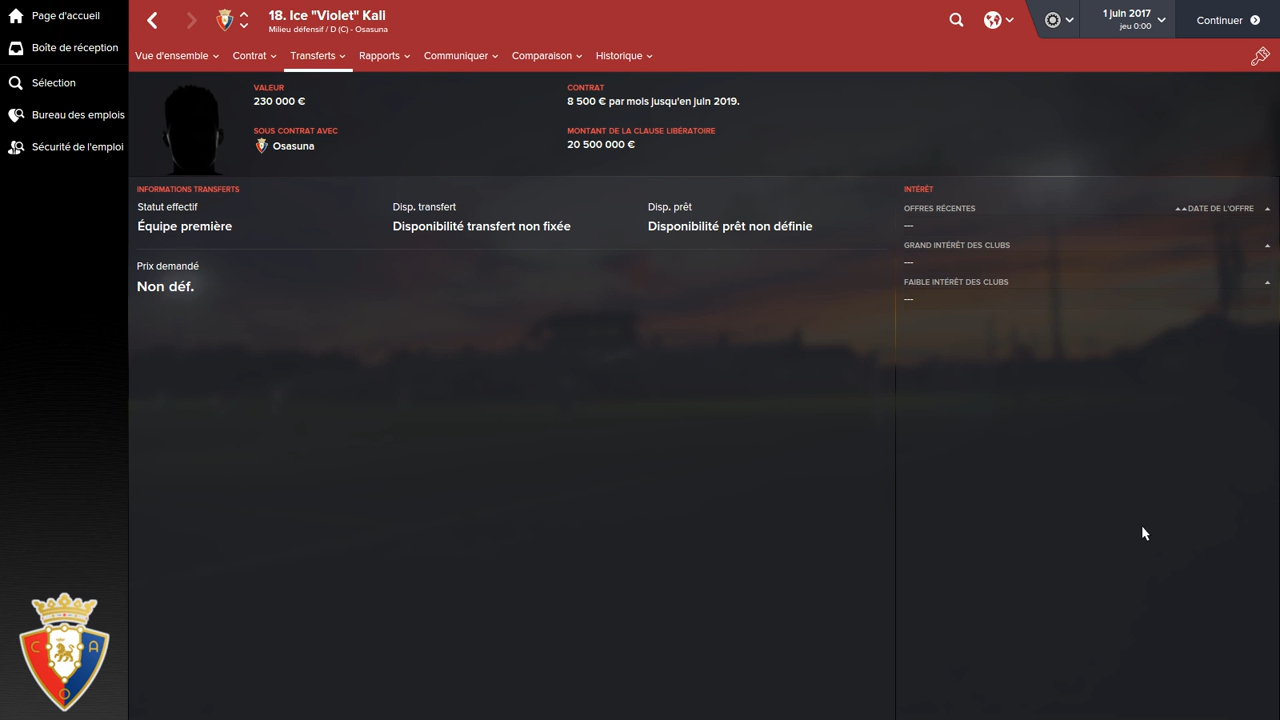 Page d'accueil
Boîte de réception
Sélection
Bureau des emplois
Sécurité de l'emploi
18. Ice "Violet" Kall
Milieu défensif / D (C) - Osasuna
1 juin 2017
jeu 0:00
Continuer
Vue d'ensemble
Contrat
Transferts
Rapports
Communiquer
Comparaison
Historique
VALEUR
230 000 €
CONTRAT
8 500 € par mois jusqu'en juin 2019.
SOUS CONTRAT AVEC
Osasuna
MONTANT DE LA CLAUSE LIBÉRATOIRE
20 500 000 €
INFORMATIONS TRANSFERTS
Statut effectif
Équipe première
Disp. transfert
Disponibilité transfert non fixée
Disp. prêt
Disponibilité prêt non définie
Prix demandé
Non déf.
INTÉRÊT
OFFRES RÉCENTES
DATE DE L'OFFRE
---
GRAND INTÉRÊT DES CLUBS
---
FAIBLE INTÉRÊT DES CLUBS
---
C A
O